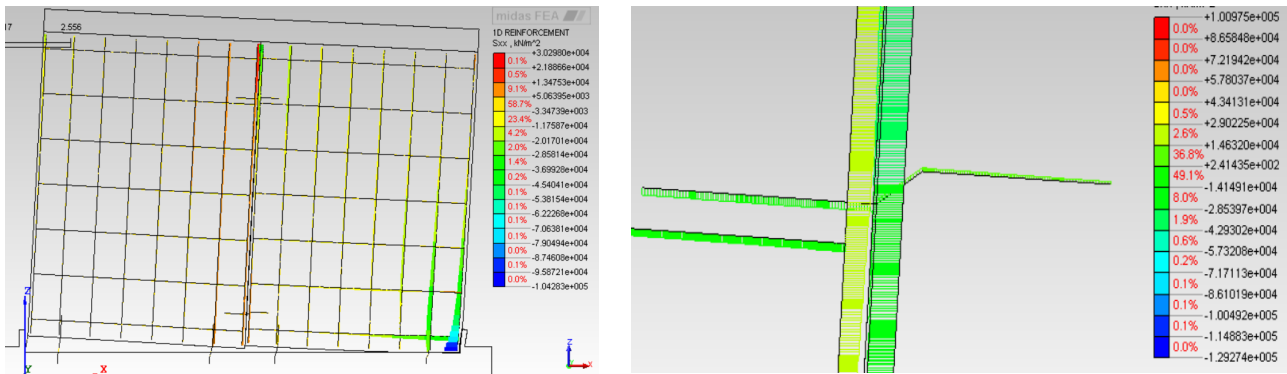 17
2.556
midas FEA
1D REINFORCEMENT
Sxx , kN/m^2
+3.02980e+004
0.1%
+2.18866e+004
0.5%
+1.34753e+004
9.1%
+5.06395e+003
58.7%
-3.34739e+003
23.4%
-1.17587e+004
4.2%
-2.01701e+004
2.0%
-2.85814e+004
1.4%
-3.69928e+004
0.2%
-4.54041e+004
0.1%
-5.38154e+004
0.1%
-6.22268e+004
0.1%
-7.06381e+004
0.1%
-7.90494e+004
0.0%
-8.74608e+004
0.1%
-9.58721e+004
0.0%
-1.04283e+005
Z
Y
X
Z
X
+1.00975e+005
0.0%
+8.65848e+004
0.0%
+7.21942e+004
0.0%
+5.78037e+004
0.0%
+4.34131e+004
0.5%
+2.90225e+004
2.6%
+1.46320e+004
36.8%
+2.41435e+002
49.1%
-1.41491e+004
8.0%
-2.85397e+004
1.9%
-4.29302e+004
0.6%
-5.73208e+004
0.2%
-7.17113e+004
0.1%
-8.61019e+004
0.1%
-1.00492e+005
0.1%
-1.14883e+005
0.0%
-1.29274e+005